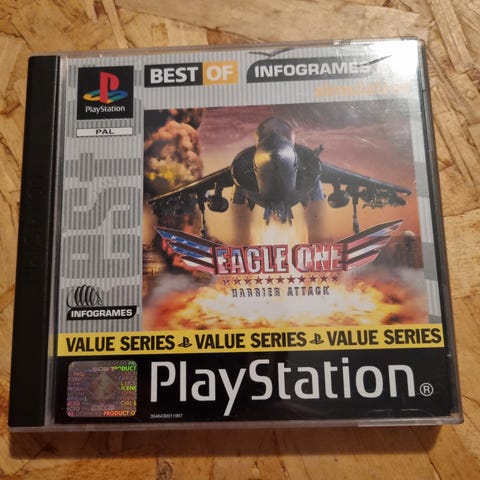 BEST OF INFOGRAMES
PlayStation
PAL
BEST
EAGLE ONE
HARRIER ATTACK
INFOGRAMES
VALUE SERIES VALUE SERIES VALUE SERIES
PlayStation®